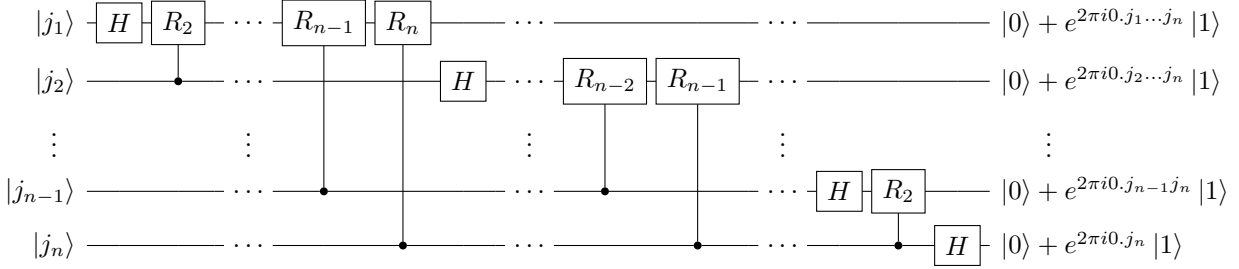 |j₁⟩ H R₂ ⋯ Rₙ₋₁ Rₙ ⋯ ⋯ |0⟩ + e^{2πi0.j₁…jₙ} |1⟩
|j₂⟩ ⋯ H ⋯ Rₙ₋₂ Rₙ₋₁ ⋯ |0⟩ + e^{2πi0.j₂…jₙ} |1⟩
⋮ ⋮ ⋮ ⋮ ⋮
|jₙ₋₁⟩ ⋯ ⋯ ⋯ H R₂ |0⟩ + e^{2πi0.jₙ₋₁jₙ} |1⟩
|jₙ⟩ ⋯ ⋯ ⋯ H |0⟩ + e^{2πi0.jₙ} |1⟩